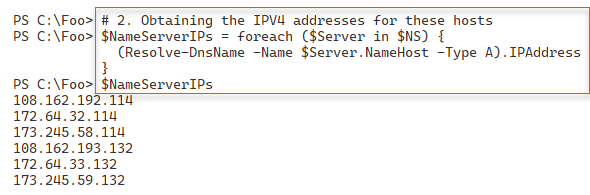 PS C:\Foo> # 2. Obtaining the IPV4 addresses for these hosts
PS C:\Foo> $NameServerIPs = foreach ($Server in $NS) {
  (Resolve-DnsName -Name $Server.NameHost -Type A).IPAddress
}
PS C:\Foo> $NameServerIPs
108.162.192.114
172.64.32.114
173.245.58.114
108.162.193.132
172.64.33.132
173.245.59.132